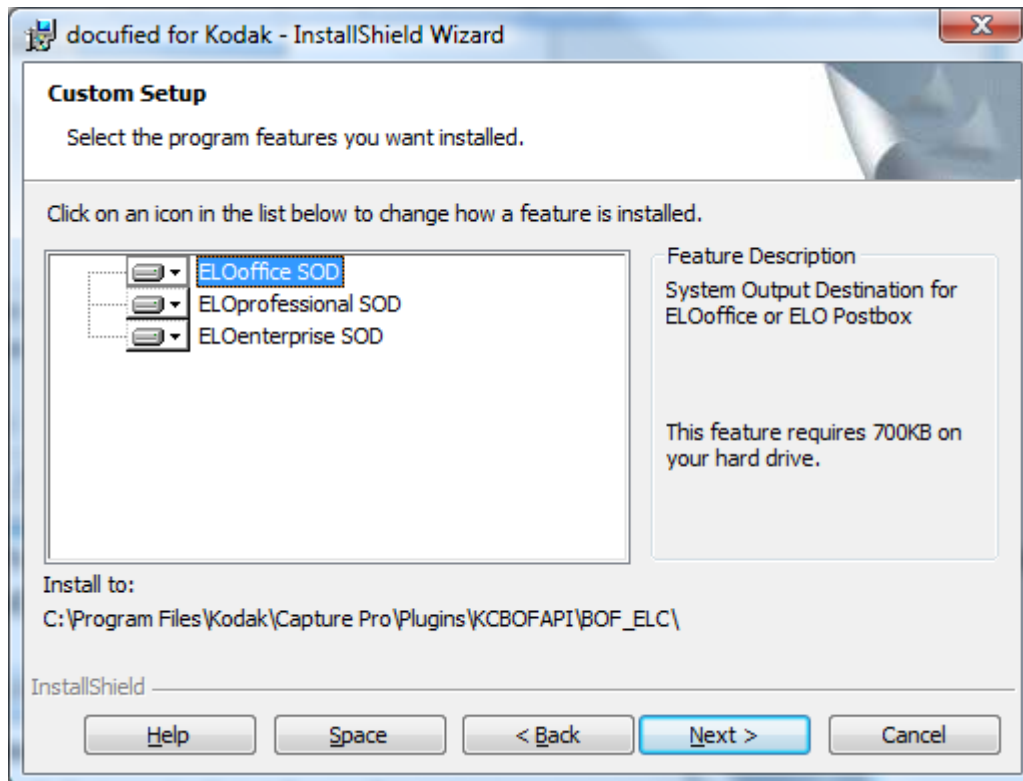 docufied for Kodak - InstallShield Wizard
Custom Setup
Select the program features you want installed.
Click on an icon in the list below to change how a feature is installed.
ELOoffice SOD
ELOprofessional SOD
ELOenterprise SOD
Feature Description
System Output Destination for
ELOoffice or ELO Postbox
This feature requires 700KB on
your hard drive.
Install to:
C:\Program Files\Kodak\Capture Pro\Plugins\KCBOFAPI\BOF_ELC\
InstallShield
Help
Space
< Back
Next >
Cancel